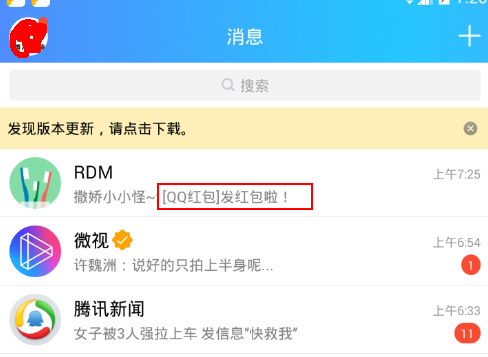 消息
搜索
发现版本更新，请点击下载。
RDM
上午7:25
撒娇小小怪~ [QQ红包]发红包啦！
微视
上午6:54
许魏洲：说好的只拍上半身呢...
1
腾讯新闻
上午6:33
女子被3人强拉上车 发信息“快救我”
11